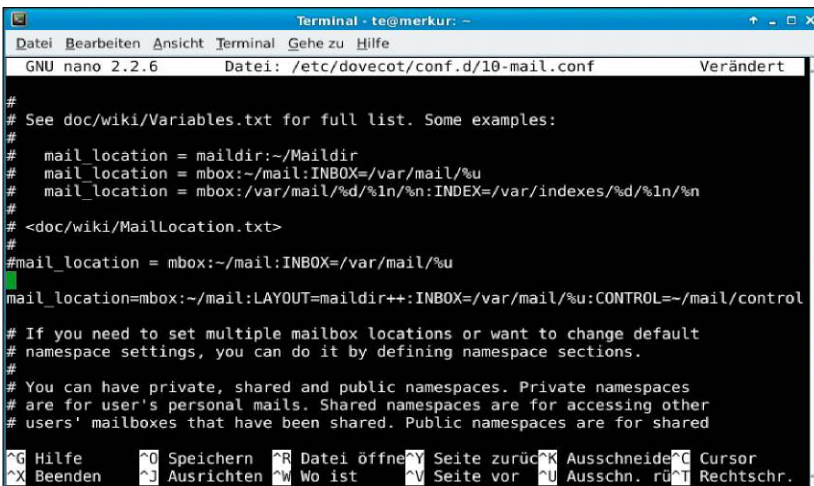 Terminal - te@merkur: ~
Datei Bearbeiten Ansicht Terminal Gehe zu Hilfe
GNU nano 2.2.6 Datei: /etc/dovecot/conf.d/10-mail.conf Verändert
#
# See doc/wiki/Variables.txt for full list. Some examples:
#
#   mail_location = maildir:~/Maildir
#   mail_location = mbox:~/mail:INBOX=/var/mail/%u
#   mail_location = mbox:/var/mail/%d/%1n/%n:INDEX=/var/indexes/%d/%1n/%n
#
# <doc/wiki/MailLocation.txt>
#
#mail_location = mbox:~/mail:INBOX=/var/mail/%u
mail_location=mbox:~/mail:LAYOUT=maildir++:INBOX=/var/mail/%u:CONTROL=~/mail/control
# If you need to set multiple mailbox locations or want to change default
# namespace settings, you can do it by defining namespace sections.
#
# You can have private, shared and public namespaces. Private namespaces
# are for user's personal mails. Shared namespaces are for accessing other
# users' mailboxes that have been shared. Public namespaces are for shared
^G Hilfe ^O Speichern ^R Datei öffne^Y Seite zurüc^K Ausschneide^C Cursor
^X Beenden ^J Ausrichten ^W Wo ist ^V Seite vor ^U Ausschn. rü^T Rechtschr.